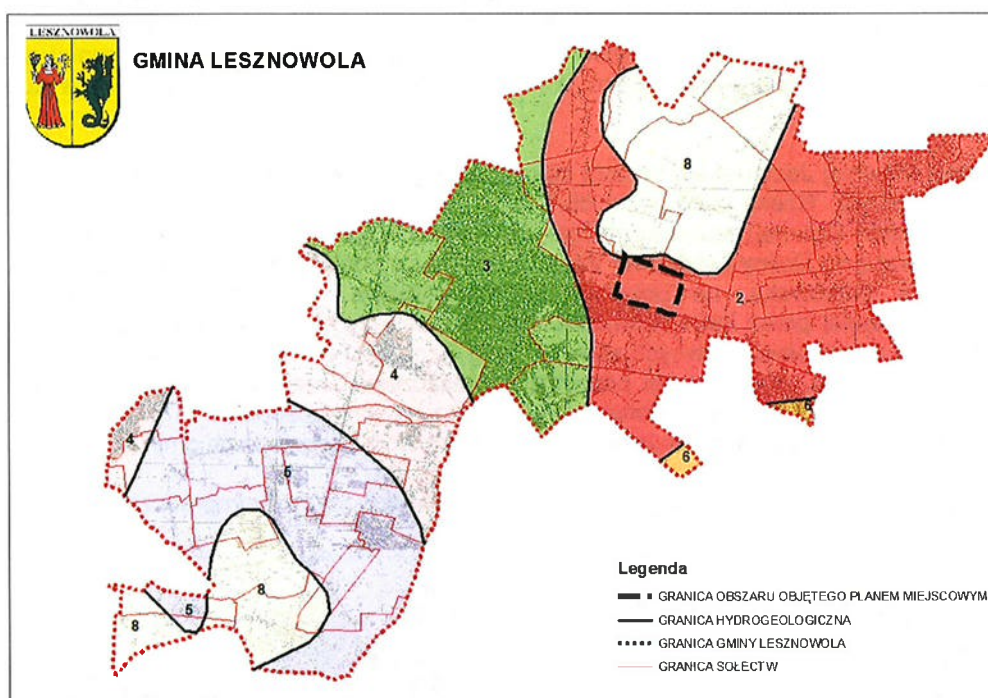 LESZNOWOLA
GMINA LESZNOWOLA
8
3
2
4
6
4
6
5
8
5
8
Legenda
GRANICA OBSZARU OBJĘTEGO PLANEM MIEJSCOWYM
GRANICA HYDROGEOLOGICZNA
GRANICA GMINY LESZNOWOLA
GRANICA SOŁECTW